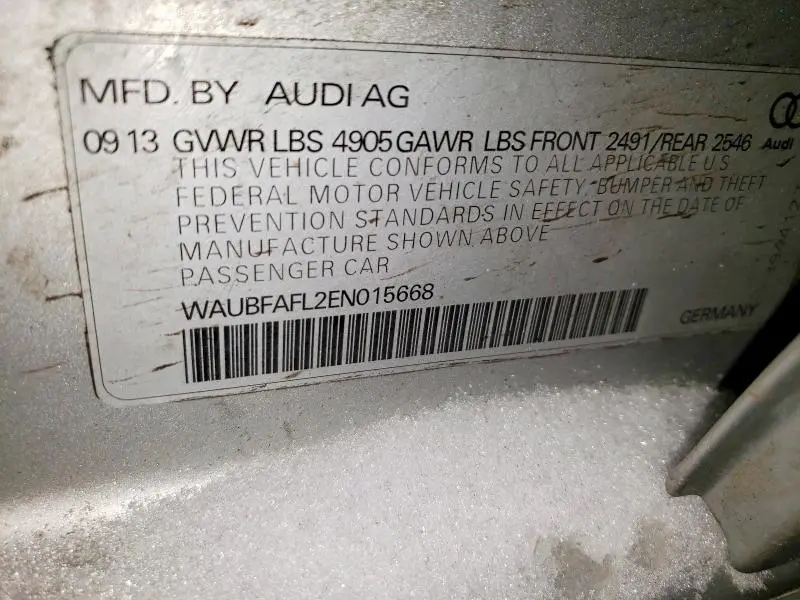 MFD. BY AUDI AG
09 13 GVWR LBS 4905 GAWR LBS FRONT 2491/REAR 2546
Audi
THIS VEHICLE CONFORMS TO ALL APPLICABLE U.S
FEDERAL MOTOR VEHICLE SAFETY, BUMPER AND THEFT
PREVENTION STANDARDS IN EFFECT ON THE DATE OF
MANUFACTURE SHOWN ABOVE
PASSENGER CAR
WAUBFAFL2EN015668
GERMANY